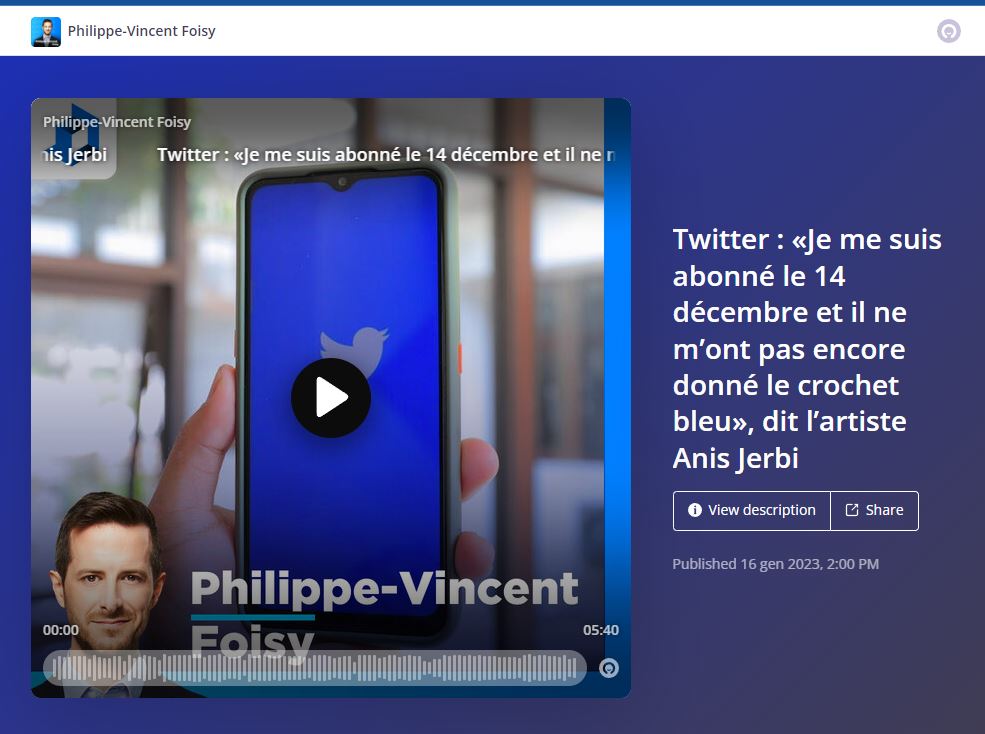 Philippe-Vincent Foisy
Philippe-Vincent Foisy
nis Jerbi Twitter : «Je me suis abonné le 14 décembre et il ne
Philippe-Vincent
Foisy
00:00 05:40
Twitter : «Je me suis
abonné le 14
décembre et il ne
m’ont pas encore
donné le crochet
bleu», dit l’artiste
Anis Jerbi
View description Share
Published 16 gen 2023, 2:00 PM